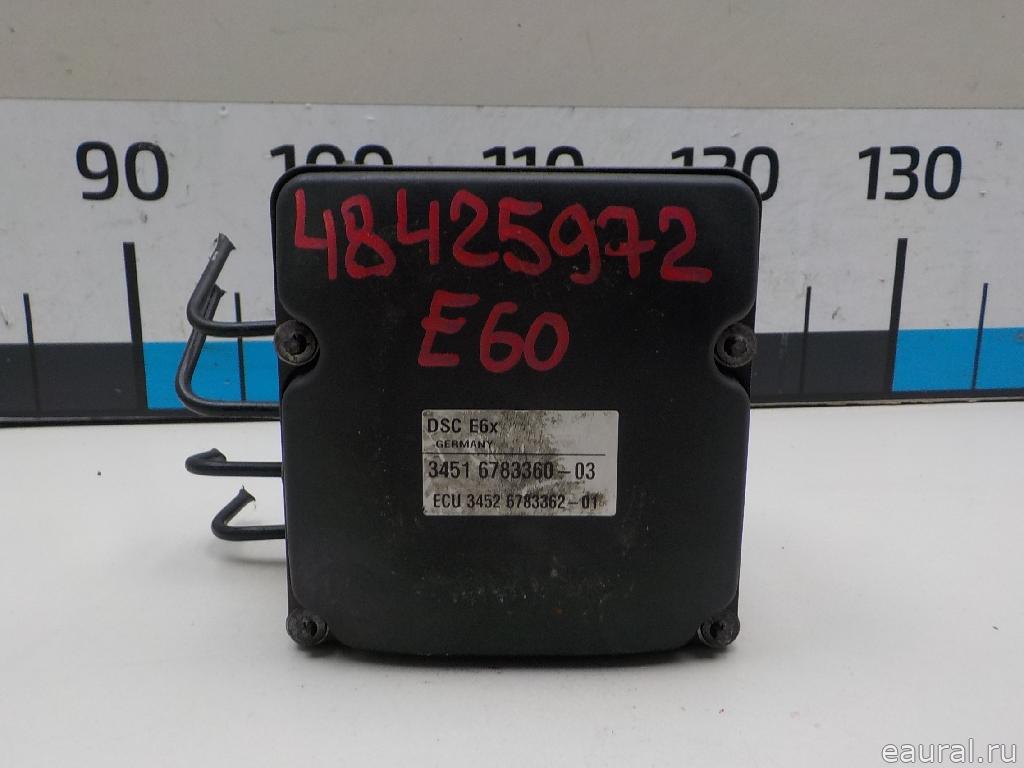 90 100 110 120 130
48425972
E60
DSC E6x
GERMANY
3451 6783360-03
ECU 3452 6783362-01
eaural.ru